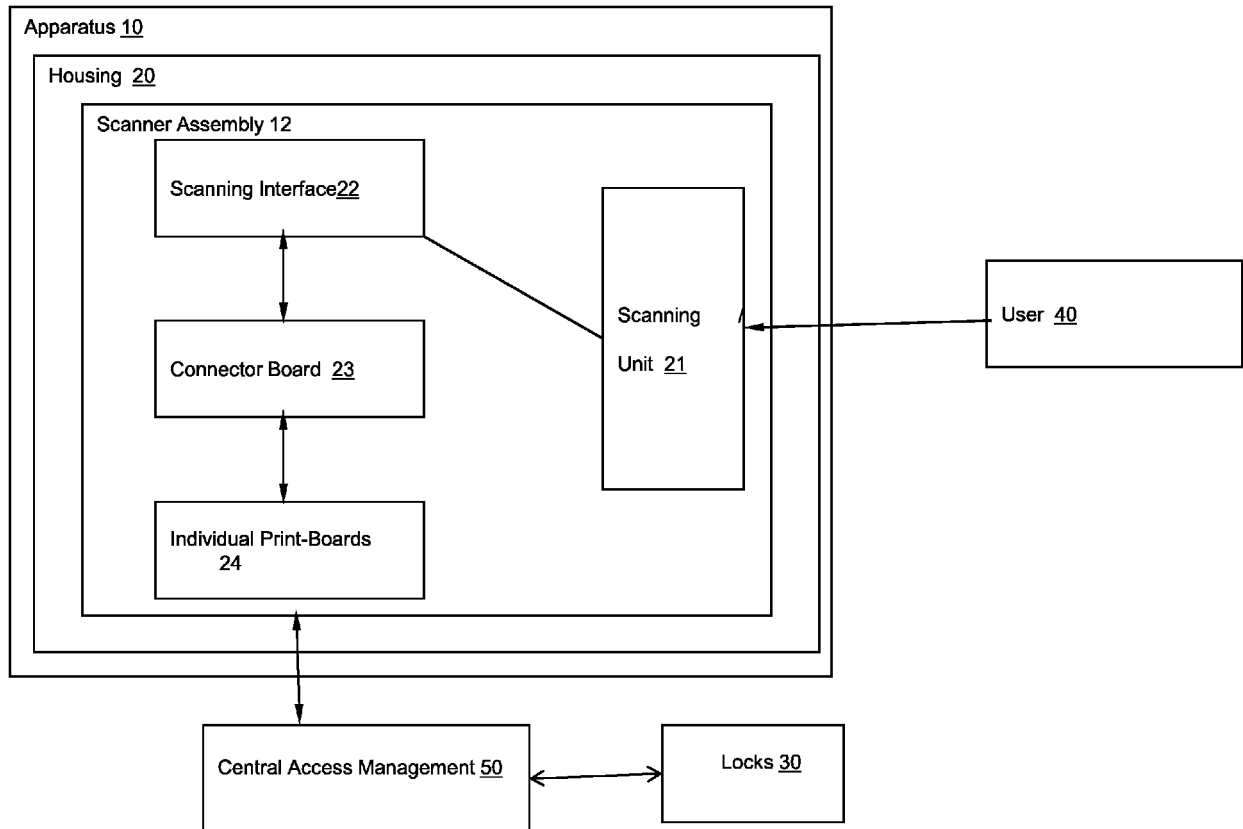 Apparatus 10
Housing 20
Scanner Assembly 12
Scanning Interface22
Scanning
Unit 21
User 40
Connector Board 23
Individual Print-Boards
24
Central Access Management 50
Locks 30